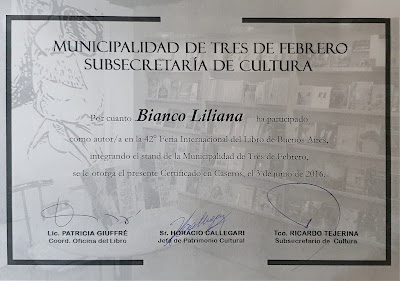 MUNICIPALIDAD DE TRES DE FEBRERO
SUBSECRETARÍA DE CULTURA
Por cuanto Bianco Liliana ha participado
como autor/a en la 42° Feria Internacional del Libro de Buenos Aires,
integrando el stand de la Municipalidad de Tres de Febrero,
se le otorga el presente Certificado en Caseros, el 3 de junio de 2016.
Lic. PATRICIA GIUFFRÉ
Coord. Oficina del Libro
Sr. HORACIO CALLEGARI
Jefe de Patrimonio Cultural
Tco. RICARDO TEJERINA
Subsecretario de Cultura